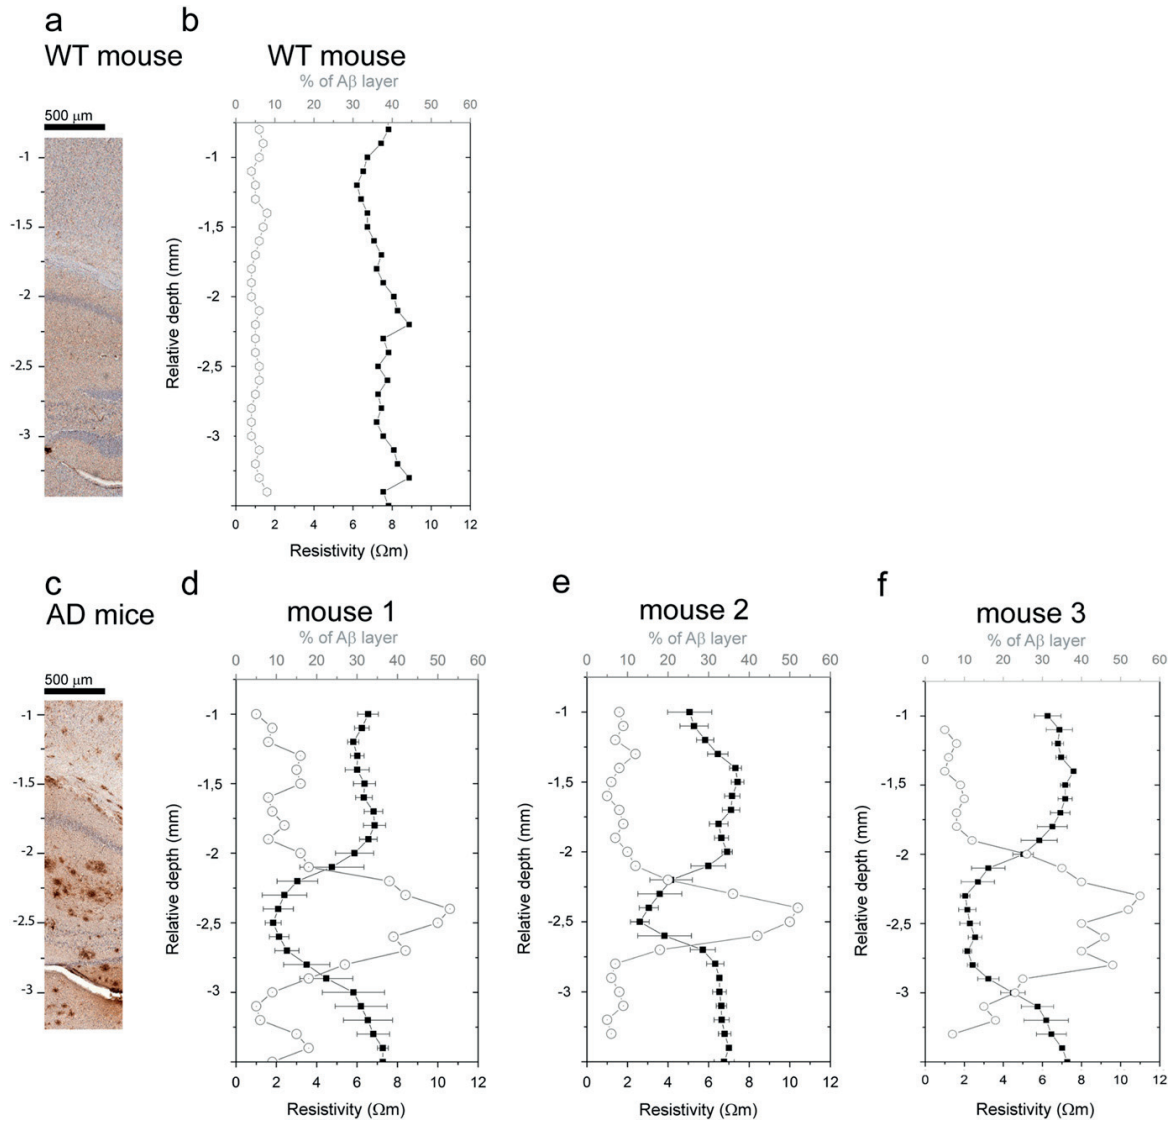 a
WT mouse
500 μm
-1
-1.5
-2
-2.5
-3
b
WT mouse
% of Aβ layer
0 10 20 30 40 50 60
Relative depth (mm)
-1
-1.5
-2
-2,5
-3
0 2 4 6 8 10 12
Resistivity (Ωm)
c
AD mice
500 μm
-1
-1.5
-2
-2.5
-3
d
mouse 1
% of Aβ layer
0 10 20 30 40 50 60
Relative depth (mm)
-1
-1,5
-2
-2,5
-3
0 2 4 6 8 10 12
Resistivity (Ωm)
e
mouse 2
% of Aβ layer
0 10 20 30 40 50 60
Relative depth (mm)
-1
-1.5
-2
-2,5
-3
0 2 4 6 8 10 12
Resistivity (Ωm)
f
mouse 3
% of Aβ layer
0 10 20 30 40 50 60
Relative depth (mm)
-1
-1.5
-2
-2,5
-3
0 2 4 6 8 10 12
Resistivity (Ωm)